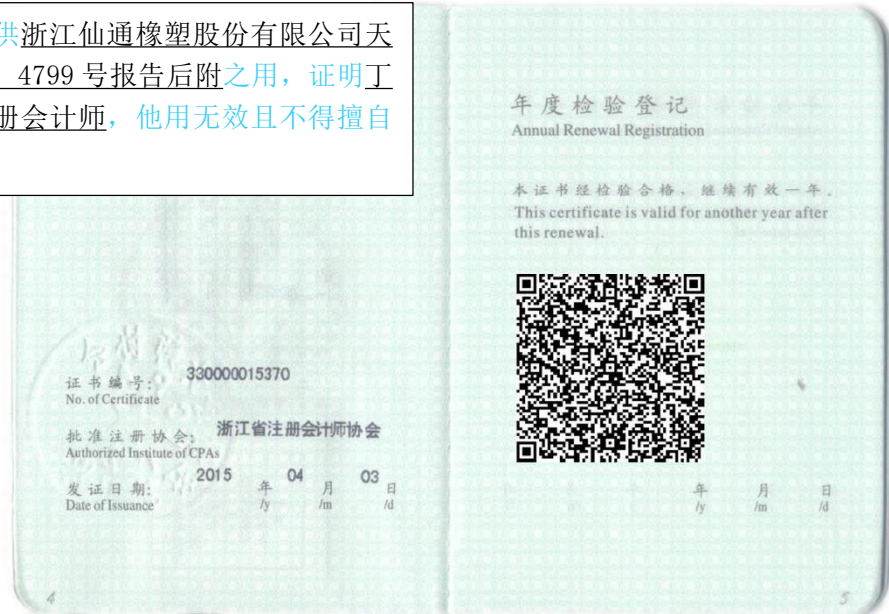 供浙江仙通橡塑股份有限公司天
4799 号报告后附之用，证明丁
册会计师，他用无效且不得擅自
证书编号： 330000015370
No. of Certificate
批准注册协会： 浙江省注册会计师协会
Authorized Institute of CPAs
发证日期： 2015 年 04 月 03 日
Date of Issuance /y /m /d
4
年度检验登记
Annual Renewal Registration
本证书经检验合格，继续有效一年。
This certificate is valid for another year after
this renewal.
年 月 日
/y /m /d
5